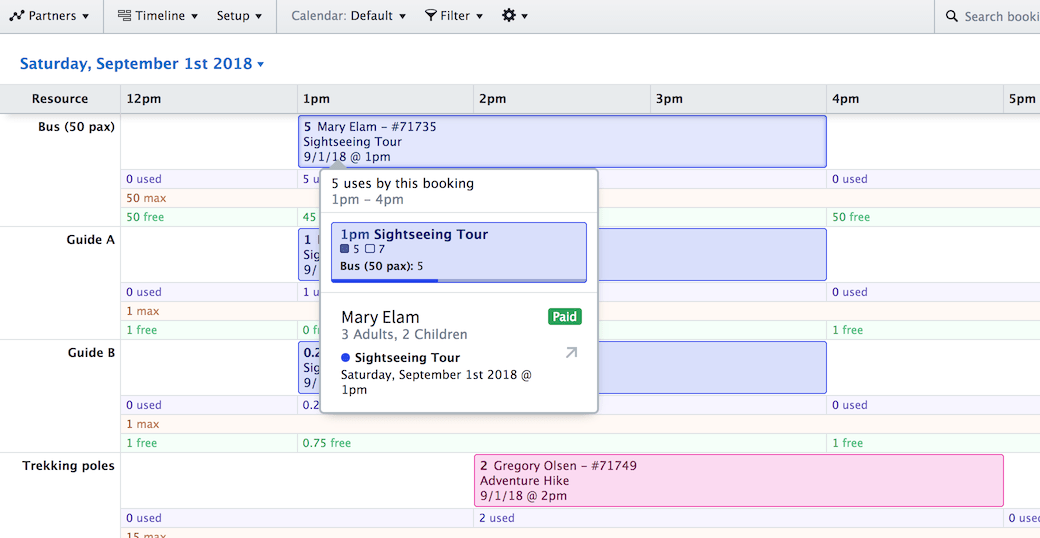 Partners Timeline Setup Calendar: Default Filter Search booki
Saturday, September 1st 2018
Resource 12pm 1pm 2pm 3pm 4pm 5pm
Bus (50 pax) 5 Mary Elam – #71735
Sightseeing Tour
9/1/18 @ 1pm
0 used 5 u 0 used
50 max
50 free 45 50 free
5 uses by this booking
1pm – 4pm
1pm Sightseeing Tour
5 7
Bus (50 pax): 5
Mary Elam Paid
3 Adults, 2 Children
Sightseeing Tour
Saturday, September 1st 2018 @
1pm
Guide A 1
Sig
9/
0 used 1 u 0 used
1 max
1 free 0 f 1 free
Guide B 0.2
Sig
9/
0 used 0.2 0 used
1 max
1 free 0.75 free 1 free
Trekking poles 2 Gregory Olsen – #71749
Adventure Hike
9/1/18 @ 2pm
0 used 2 used 0 used
15 max